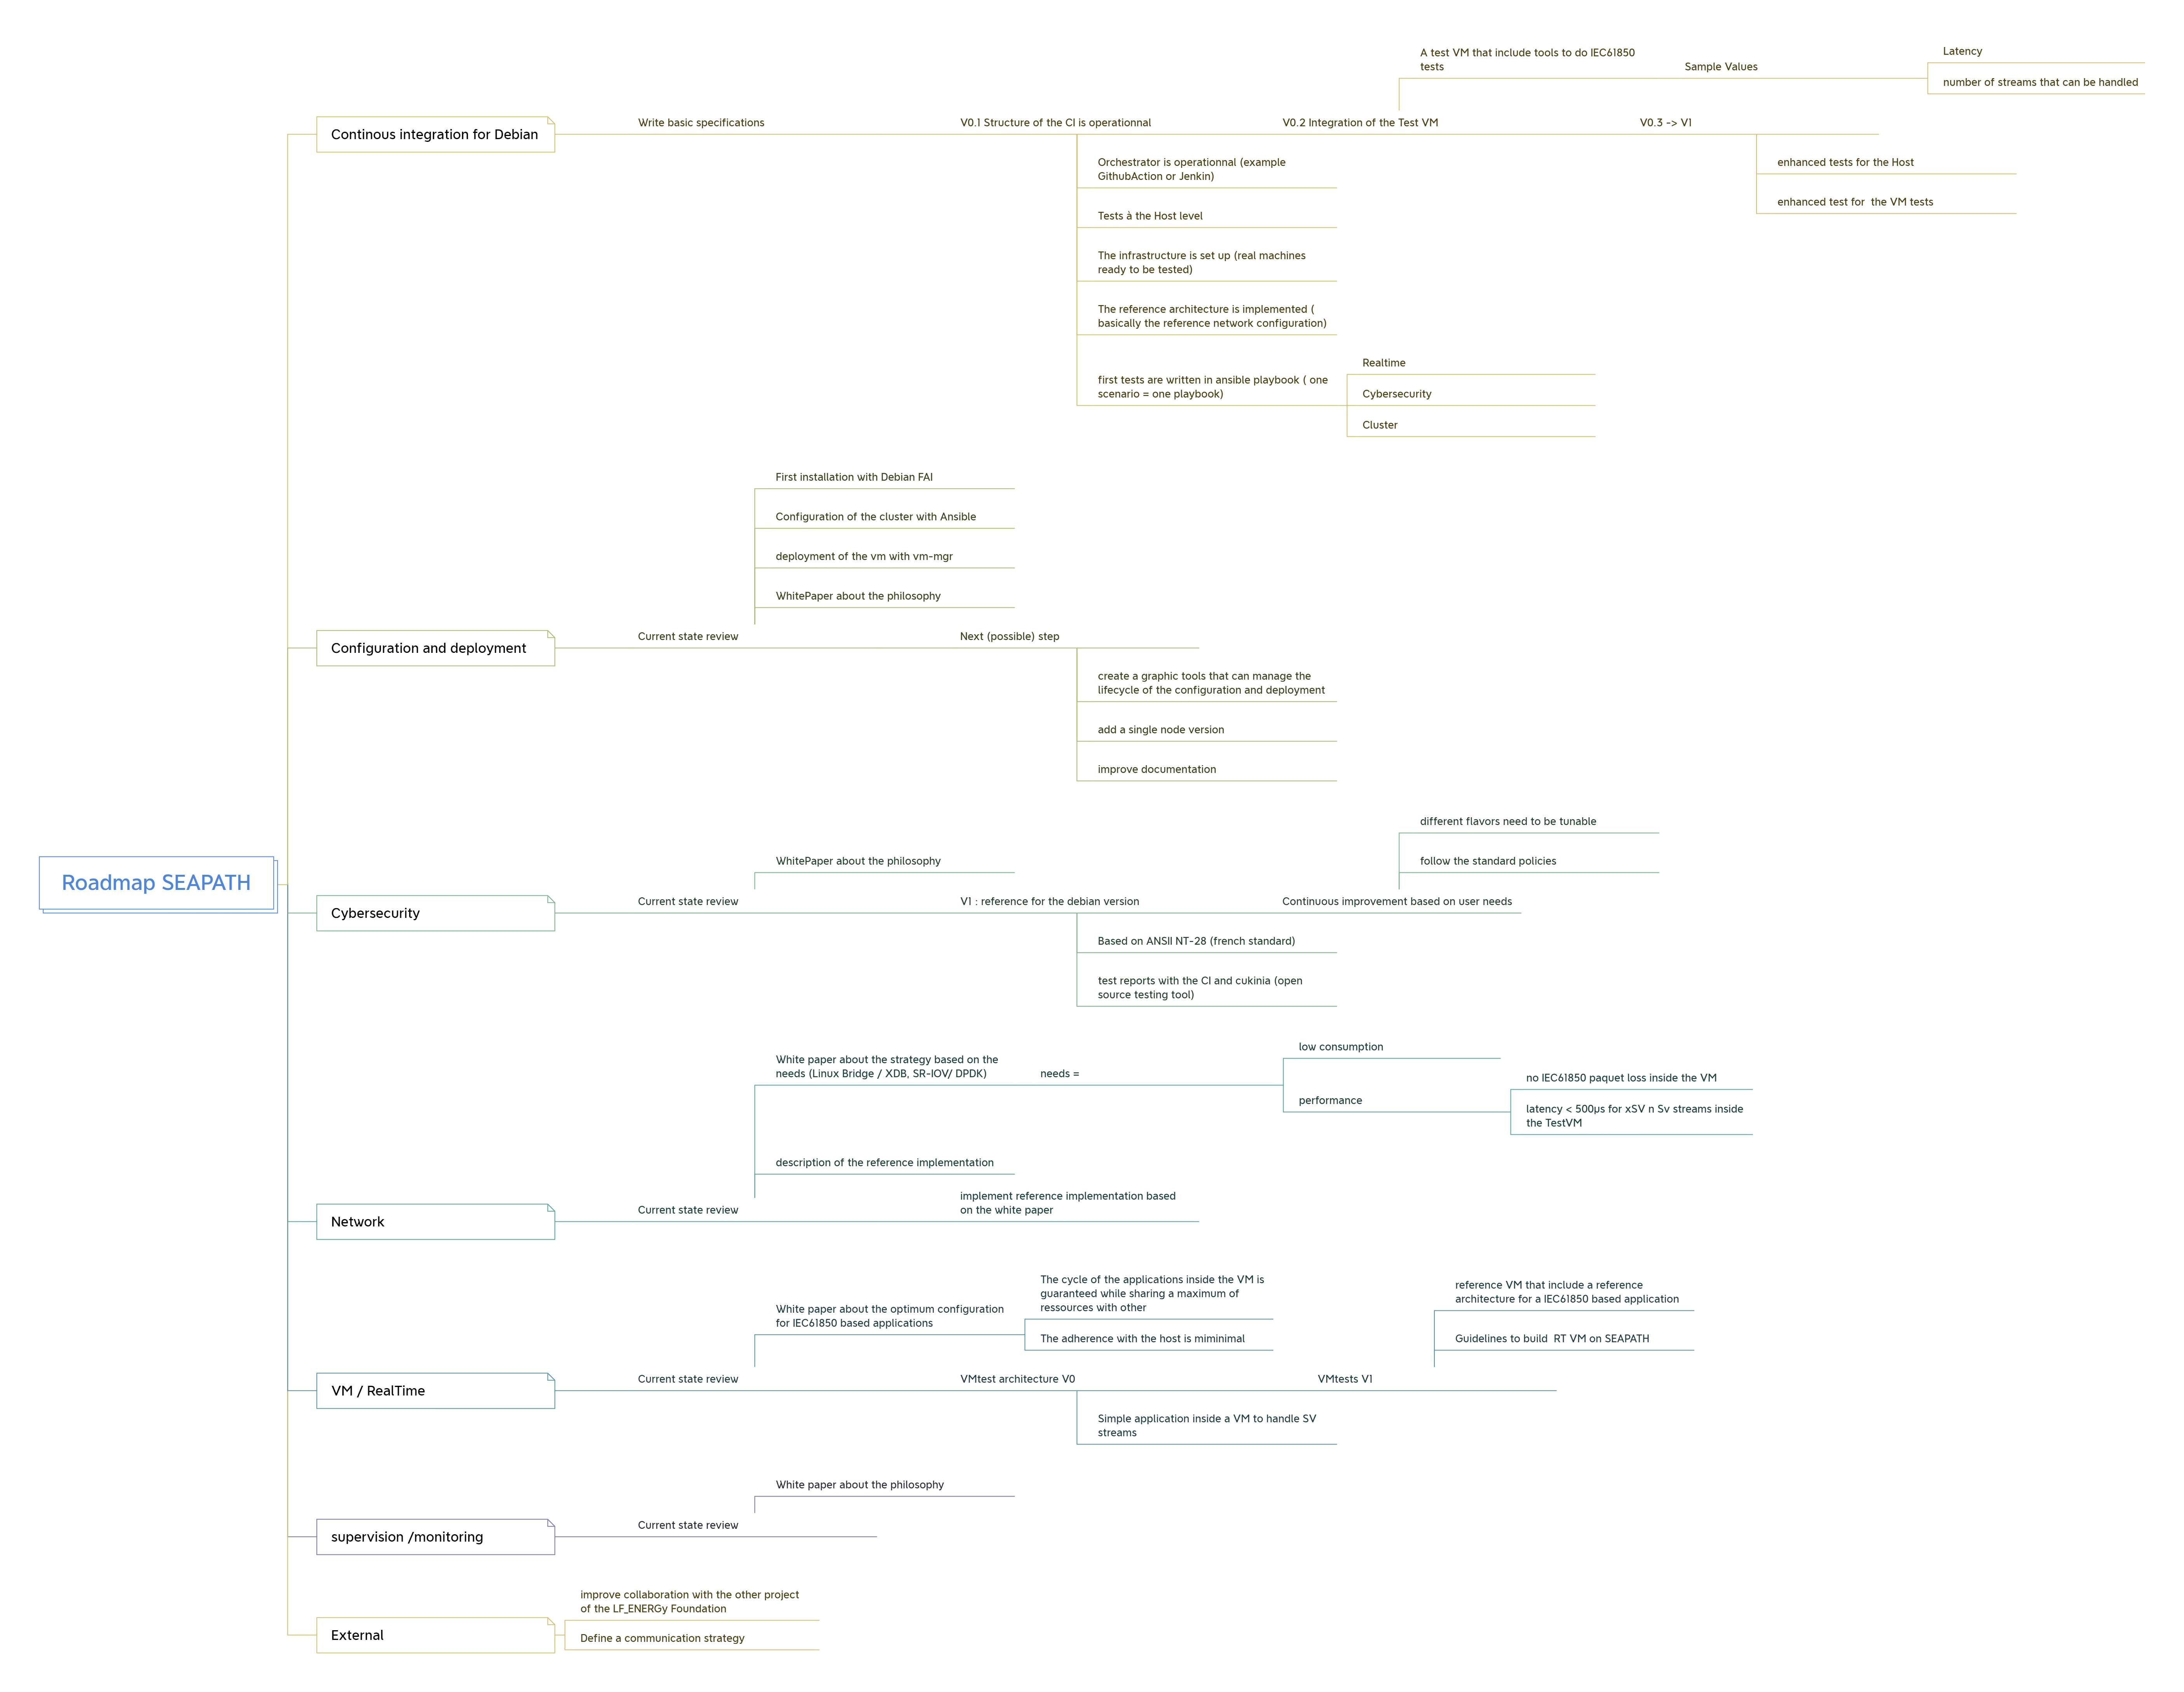 Roadmap SEAPATH
Continous integration for Debian
Write basic specifications
V0.1 Structure of the CI is operationnal
Orchestrator is operationnal (example
GithubAction or Jenkin)
Tests à the Host level
The infrastructure is set up (real machines
ready to be tested)
The reference architecture is implemented (
basically the reference network configuration)
first tests are written in ansible playbook ( one
scenario = one playbook)
Realtime
Cybersecurity
Cluster
V0.2 Integration of the Test VM
A test VM that include tools to do IEC61850
tests
Sample Values
Latency
number of streams that can be handled
V0.3 -> V1
enhanced tests for the Host
enhanced test for  the VM tests
Configuration and deployment
Current state review
First installation with Debian FAI
Configuration of the cluster with Ansible
deployment of the vm with vm-mgr
WhitePaper about the philosophy
Next (possible) step
create a graphic tools that can manage the
lifecycle of the configuration and deployment
add a single node version
improve documentation
Cybersecurity
Current state review
WhitePaper about the philosophy
V1 : reference for the debian version
Based on ANSII NT-28 (french standard)
test reports with the CI and cukinia (open
source testing tool)
Continuous improvement based on user needs
different flavors need to be tunable
follow the standard policies
Network
Current state review
White paper about the strategy based on the
needs (Linux Bridge / XDB, SR-IOV/ DPDK)
needs =
low consumption
performance
no IEC61850 paquet loss inside the VM
latency < 500µs for xSV n Sv streams inside
the TestVM
description of the reference implementation
implement reference implementation based
on the white paper
VM / RealTime
Current state review
White paper about the optimum configuration
for IEC61850 based applications
The cycle of the applications inside the VM is
guaranteed while sharing a maximum of
ressources with other
The adherence with the host is miminimal
VMtest architecture V0
Simple application inside a VM to handle SV
streams
VMtests V1
reference VM that include a reference
architecture for a IEC61850 based application
Guidelines to build  RT VM on SEAPATH
supervision /monitoring
Current state review
White paper about the philosophy
External
improve collaboration with the other project
of the LF_ENERGy Foundation
Define a communication strategy